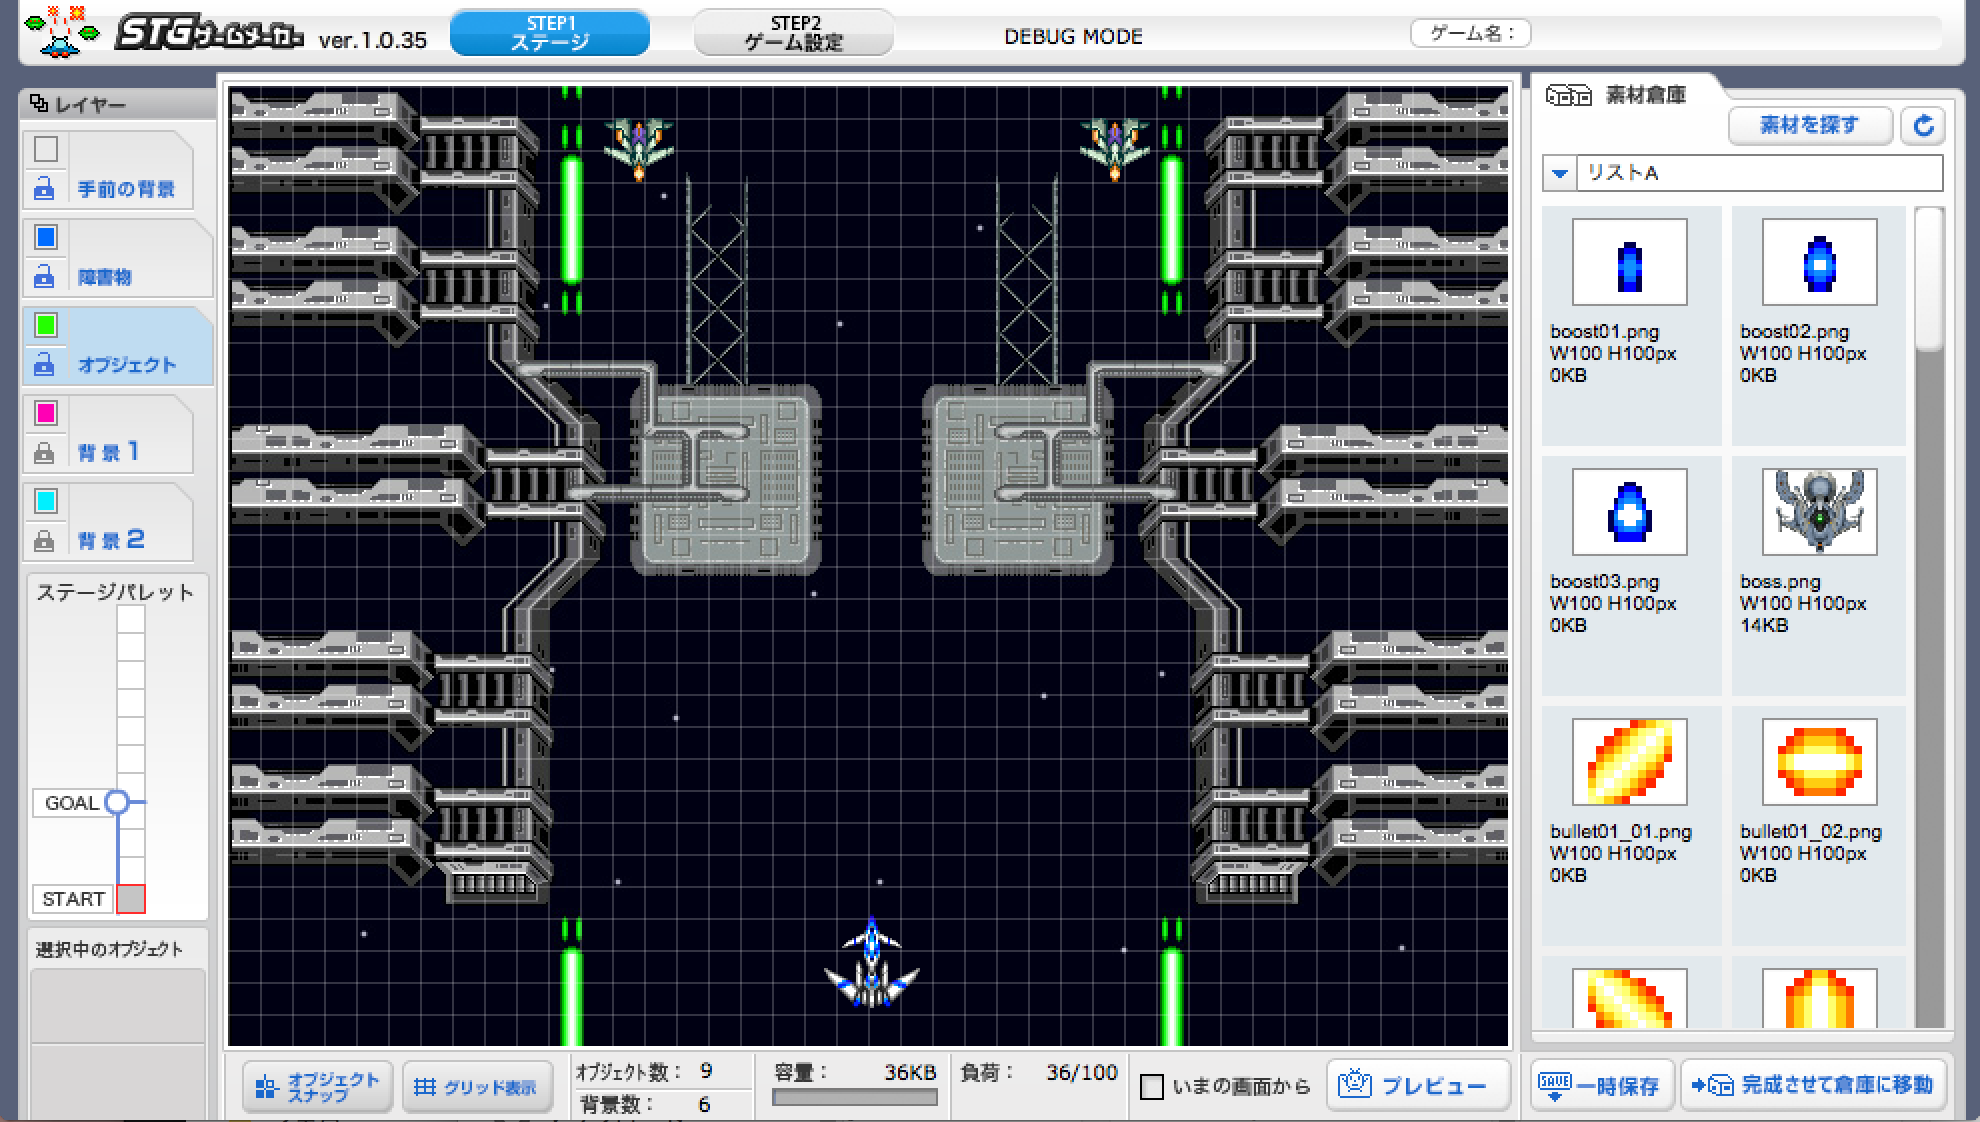 STGゲームメーカー ver.1.0.35
STEP1
ステージ
STEP2
ゲーム設定
DEBUG MODE
ゲーム名：
レイヤー
手前の背景
障害物
オブジェクト
背景1
背景2
ステージパレット
GOAL
START
選択中のオブジェクト
素材倉庫
素材を探す
リストA
boost01.png
W100 H100px
0KB
boost02.png
W100 H100px
0KB
boost03.png
W100 H100px
0KB
boss.png
W100 H100px
14KB
bullet01_01.png
W100 H100px
0KB
bullet01_02.png
W100 H100px
0KB
オブジェクト
スナップ
グリッド表示
オブジェクト数： 9
背景数： 6
容量： 36KB
負荷： 36/100
いまの画面から
プレビュー
SAVE 一時保存
完成させて倉庫に移動